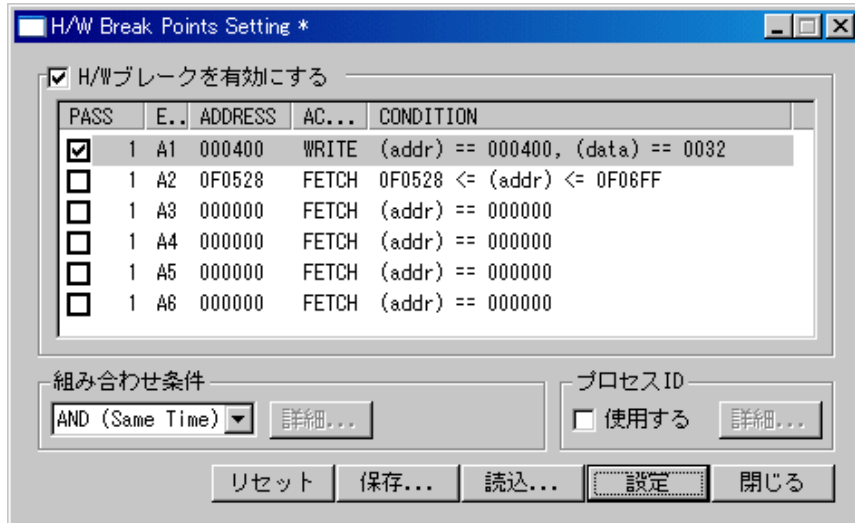 H/W Break Points Setting *
H/Wブレークを有効にする
PASS E.. ADDRESS AC... CONDITION
1 A1 000400 WRITE (addr) == 000400, (data) == 0032
1 A2 0F0528 FETCH 0F0528 <= (addr) <= 0F06FF
1 A3 000000 FETCH (addr) == 000000
1 A4 000000 FETCH (addr) == 000000
1 A5 000000 FETCH (addr) == 000000
1 A6 000000 FETCH (addr) == 000000
組み合わせ条件 プロセスID
AND (Same Time) 詳細... 使用する 詳細...
リセット 保存... 読込... 設定 閉じる